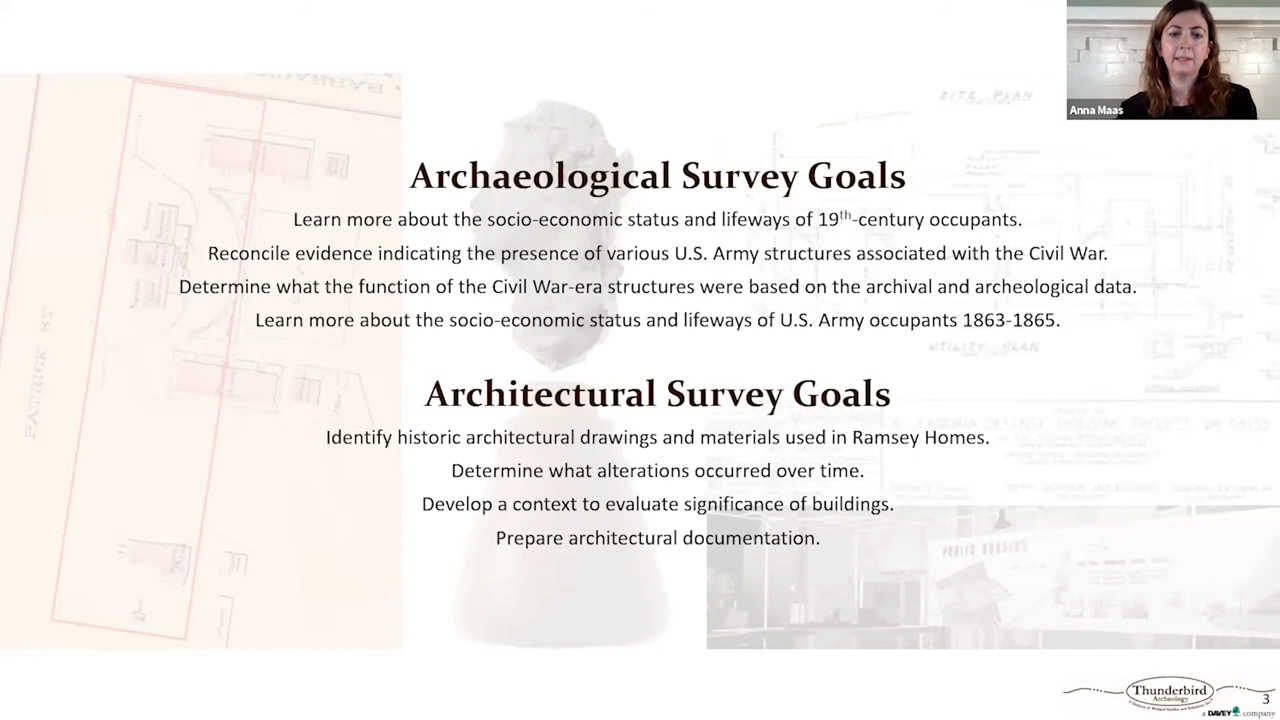 Anna Maas
SITE PLAN
Archaeological Survey Goals
Learn more about the socio-economic status and lifeways of 19th-century occupants.
Reconcile evidence indicating the presence of various U.S. Army structures associated with the Civil War.
Determine what the function of the Civil War-era structures were based on the archival and archeological data.
Learn more about the socio-economic status and lifeways of U.S. Army occupants 1863-1865.
UTILITY PLAN
PATRICK ST
Architectural Survey Goals
Identify historic architectural drawings and materials used in Ramsey Homes.
Determine what alterations occurred over time.
Develop a context to evaluate significance of buildings.
Prepare architectural documentation.
PUBLIC HOUSING
Thunderbird
Archeology
a DAVEY company
3